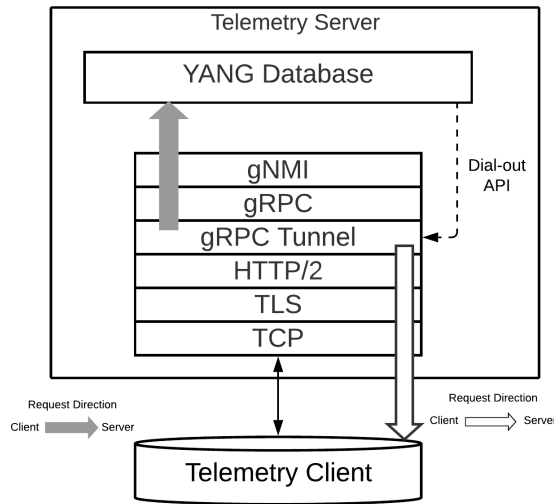 Telemetry Server
YANG Database
Dial-out
API
gNMI
gRPC
gRPC Tunnel
HTTP/2
TLS
TCP
Request Direction
Client Server
Request Direction
Client Server
Telemetry Client